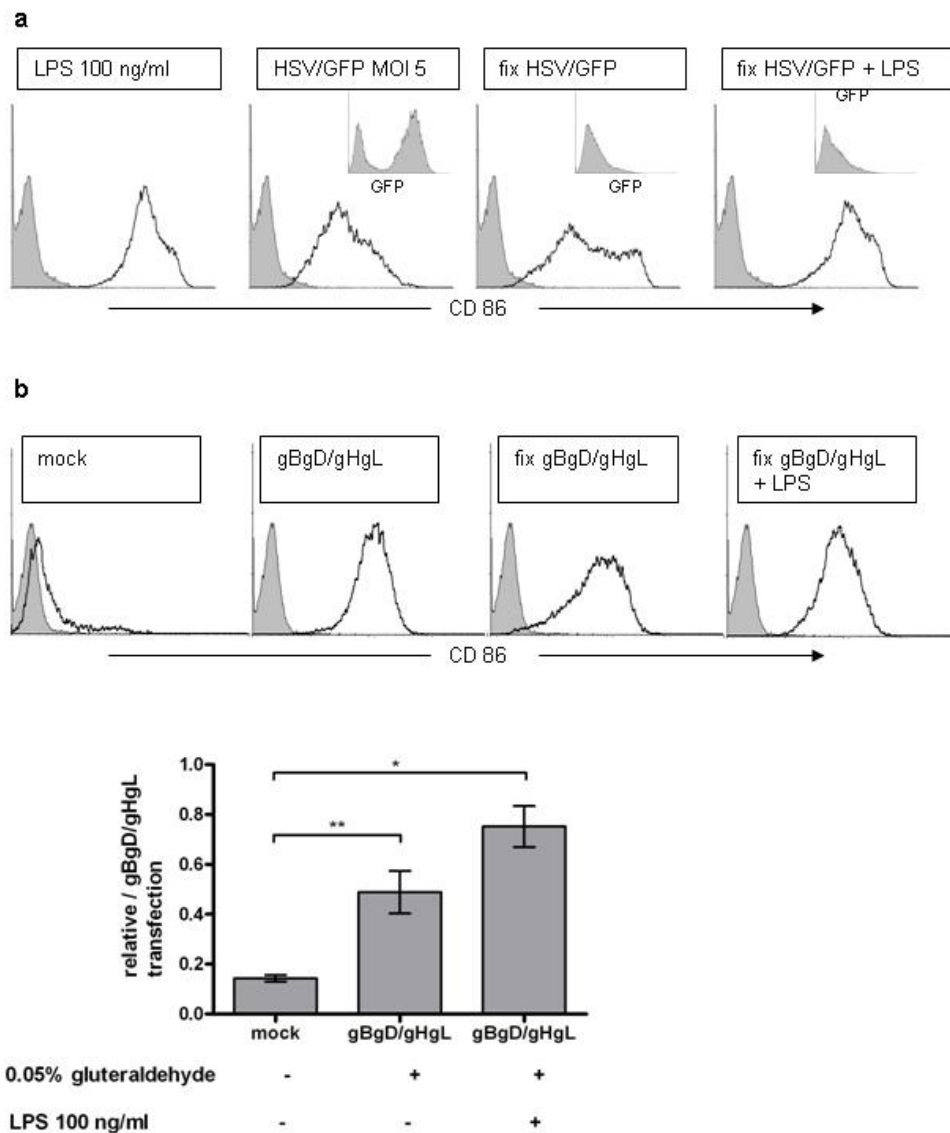 a
LPS 100 ng/ml
HSV/GFP MOI 5
fix HSV/GFP
fix HSV/GFP + LPS
GFP
GFP
GFP
CD 86
b
mock
gBgD/gHgL
fix gBgD/gHgL
fix gBgD/gHgL
+ LPS
CD 86
relative / gBgD/gHgL
transfection
1.0
0.8
0.6
0.4
0.2
0.0
*
**
mock gBgD/gHgL gBgD/gHgL
0.05% gluteraldehyde - + +
LPS 100 ng/ml - - +